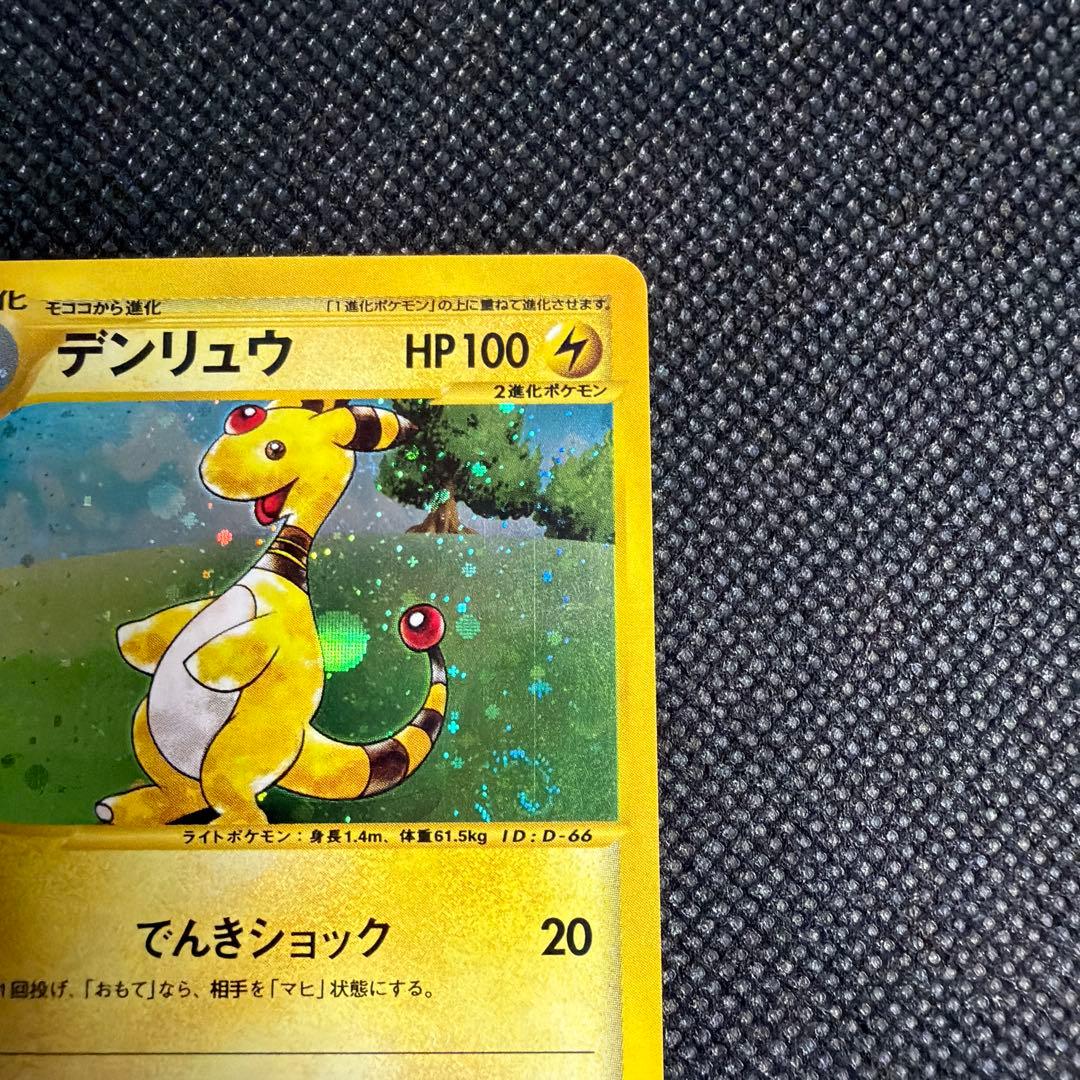 化 モココから進化 「1進化ポケモン」の上に重ねて進化させます。
デンリュウ HP100
2進化ポケモン
ライトポケモン：身長1.4m、体重61.5kg ID:D-66
でんきショック 20
1回投げ、「おもて」なら、相手を「マヒ」状態にする。